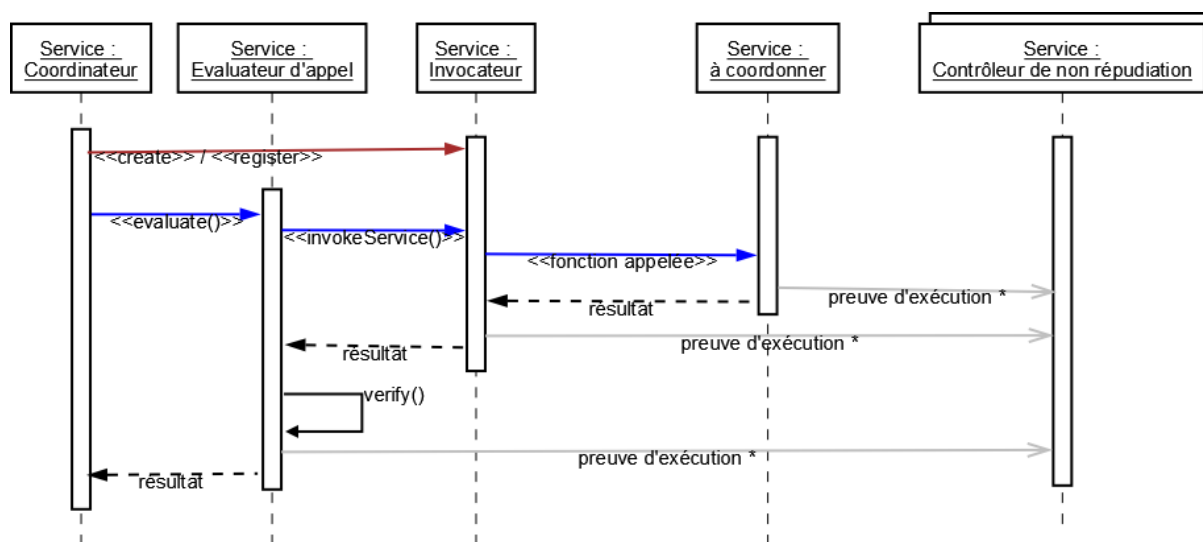 Service :
Coordinateur
Service :
Evaluateur d'appel
Service :
Invocateur
Service :
à coordonner
Service :
Contrôleur de non répudiation
<<create>> / <<register>>
<<evaluate()>>
<<invokeService()>>
<<fonction appelée>>
preuve d'exécution *
résultat
preuve d'exécution *
résultat
verify()
preuve d'exécution *
résultat